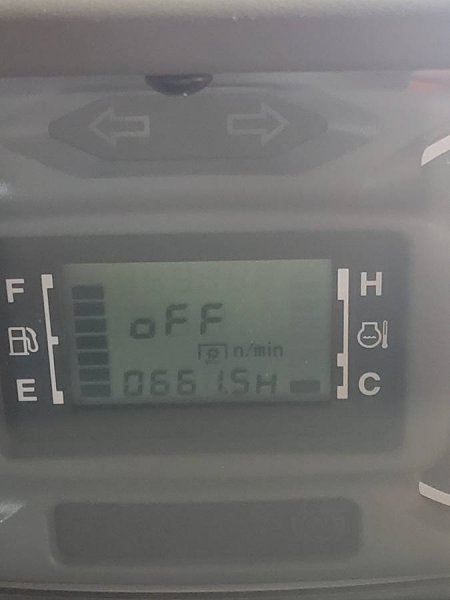 F H
oFF
n/min
E 0661.5H C